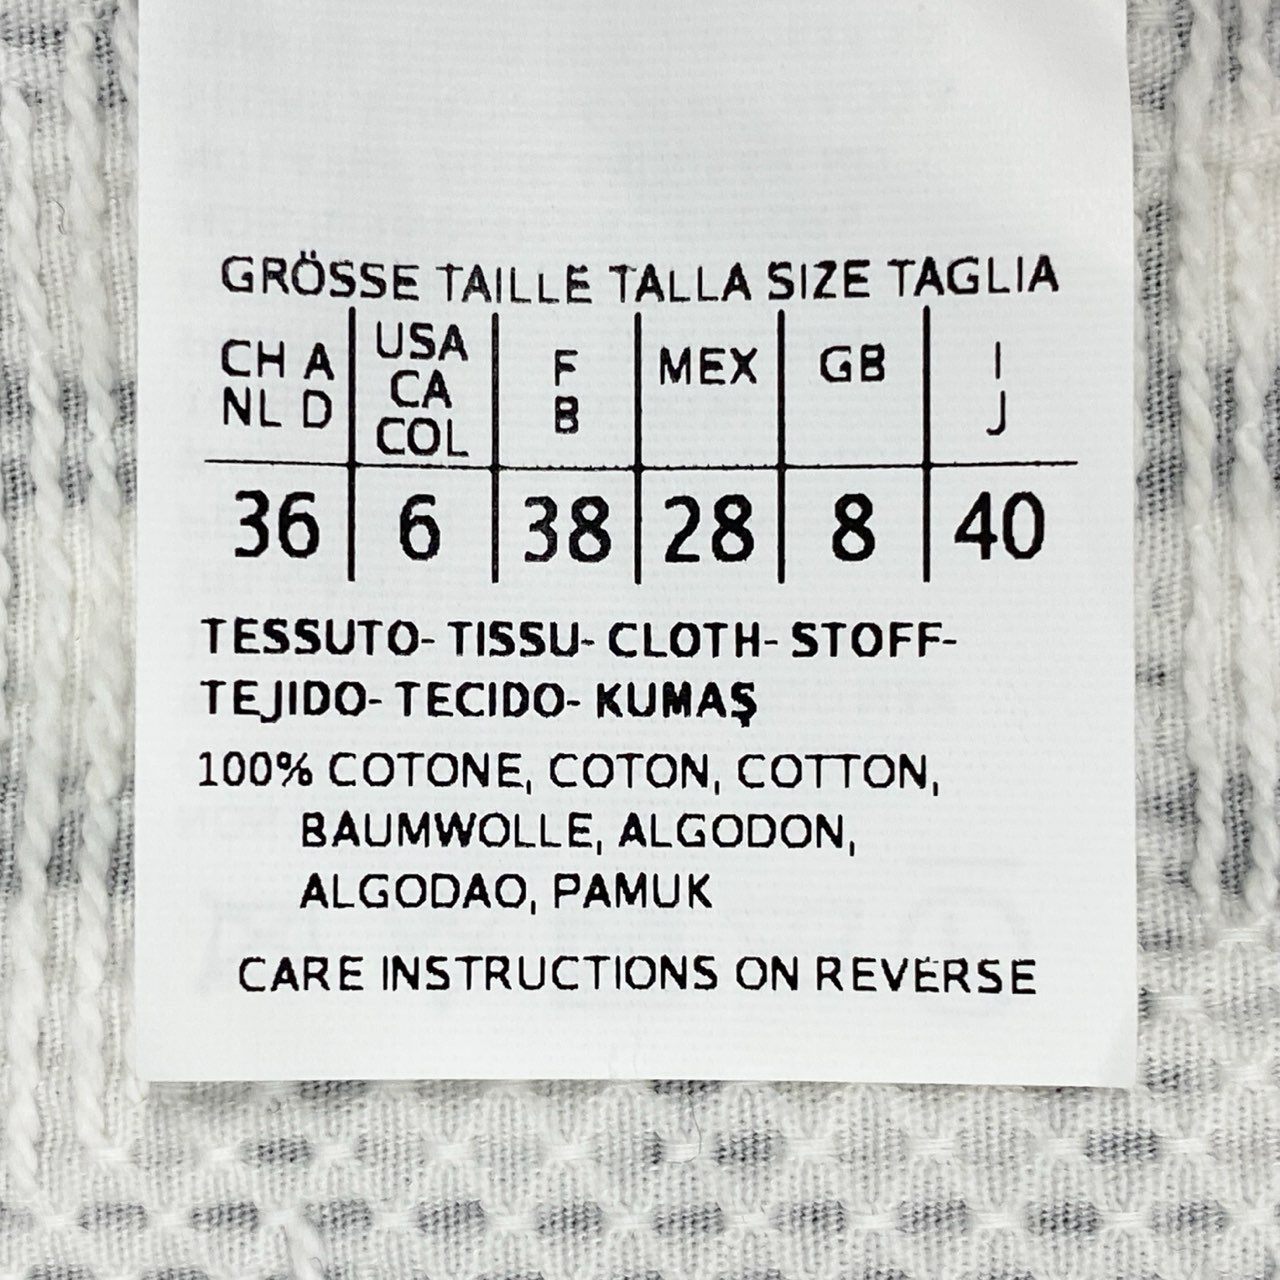 GRÖSSE TAILLE TALLA SIZE TAGLIA
CH A NL D | USA CA COL | F B | MEX | GB | I J
36 | 6 | 38 | 28 | 8 | 40
TESSUTO- TISSU- CLOTH- STOFF-
TEJIDO- TECIDO- KUMAŞ
100% COTONE, COTON, COTTON,
BAUMWOLLE, ALGODON,
ALGODAO, PAMUK
CARE INSTRUCTIONS ON REVERSE